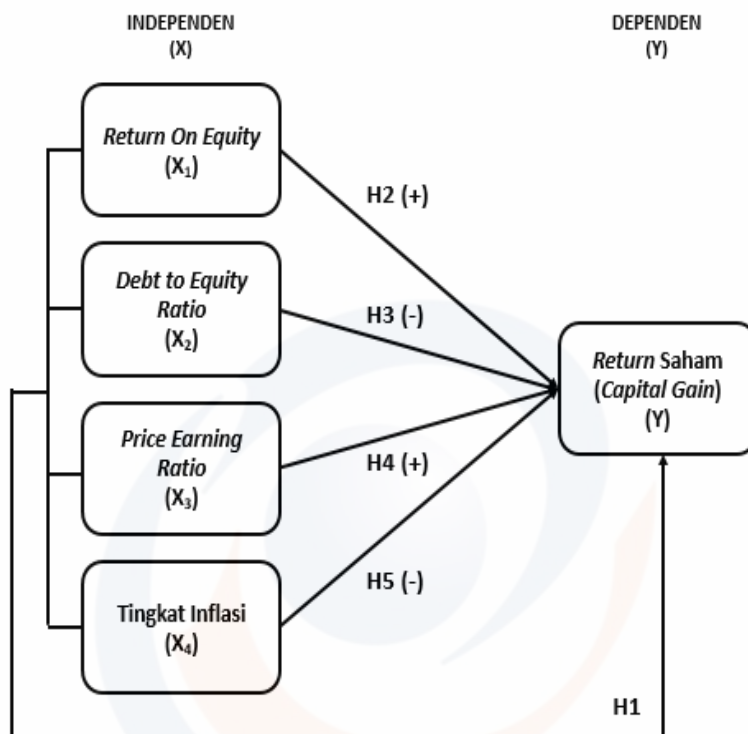 INDEPENDEN
(X)
DEPENDEN
(Y)
Return On Equity
(X₁)
H2 (+)
Debt to Equity
Ratio
(X₂)
H3 (-)
Return Saham
(Capital Gain)
(Y)
Price Earning
Ratio
(X₃)
H4 (+)
Tingkat Inflasi
(X₄)
H5 (-)
H1